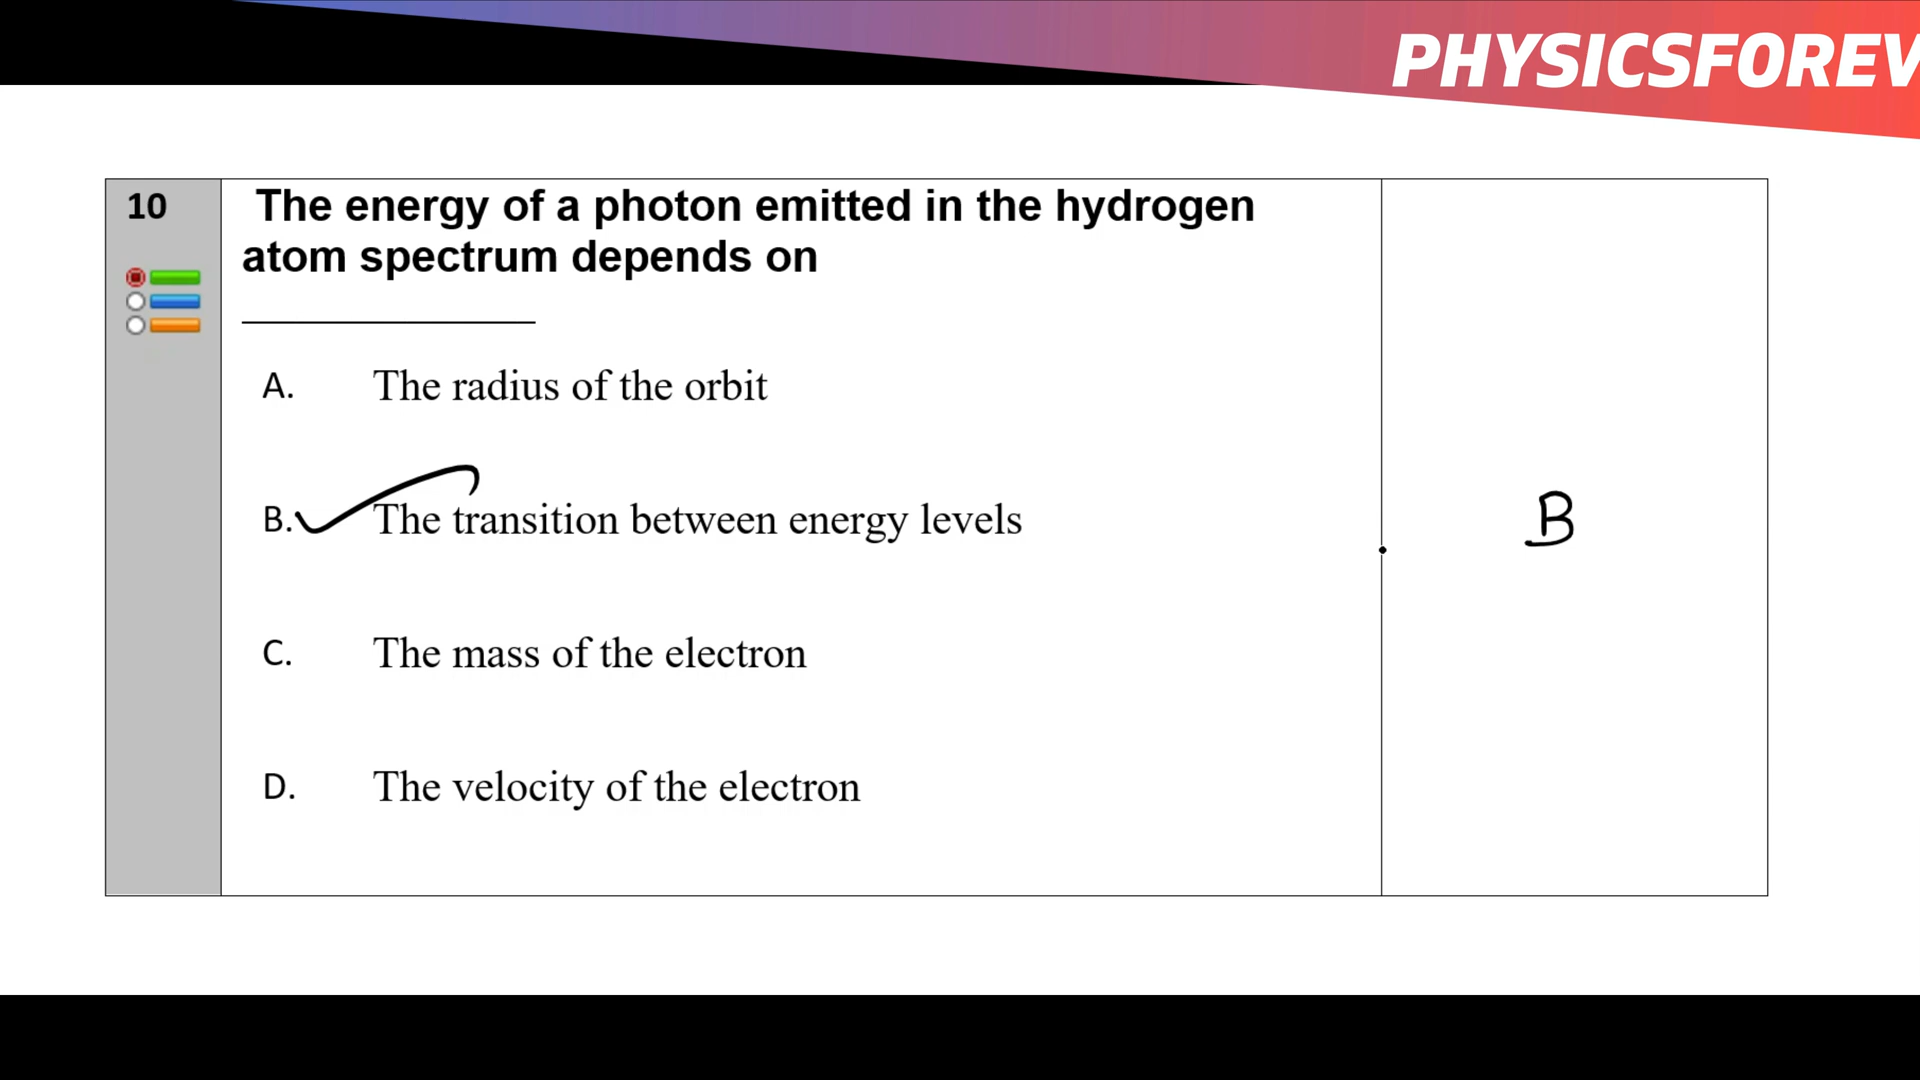 PHYSICSFOREV
10
The energy of a photon emitted in the hydrogen
atom spectrum depends on
______________
A. The radius of the orbit
B. The transition between energy levels
B
C. The mass of the electron
D. The velocity of the electron